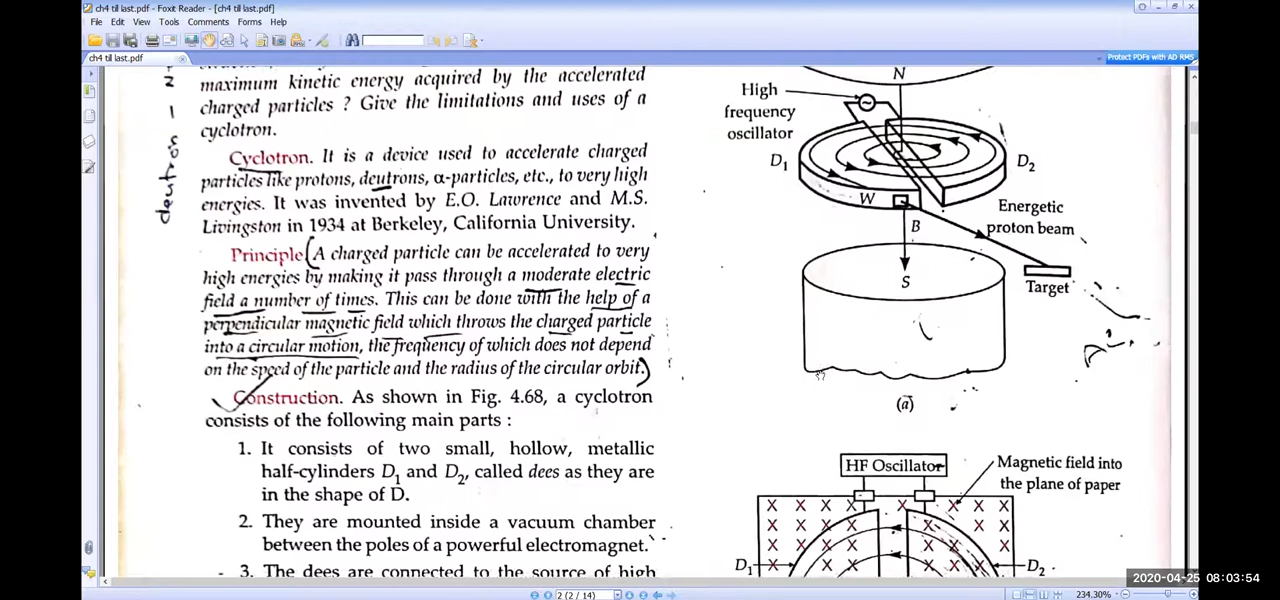 ch4 till last.pdf - Foxit Reader - [ch4 till last.pdf]
File Edit View Tools Comments Forms Help
ch4 till last.pdf
Protect PDFs with AD RMS
maximum kinetic energy acquired by the accelerated
charged particles ? Give the limitations and uses of a
cyclotron.
Cyclotron. It is a device used to accelerate charged
particles like protons, deutrons, α-particles, etc., to very high
energies. It was invented by E.O. Lawrence and M.S.
Livingston in 1934 at Berkeley, California University.
Principle. A charged particle can be accelerated to very
high energies by making it pass through a moderate electric
field a number of times. This can be done with the help of a
perpendicular magnetic field which throws the charged particle
into a circular motion, the frequency of which does not depend
on the speed of the particle and the radius of the circular orbit.
Construction. As shown in Fig. 4.68, a cyclotron
consists of the following main parts :
1. It consists of two small, hollow, metallic
half-cylinders D1 and D2, called dees as they are
in the shape of D.
2. They are mounted inside a vacuum chamber
between the poles of a powerful electromagnet.
3. The dees are connected to the source of high
deutron
N
High
frequency
oscillator
D1
D2
W
Energetic
proton beam
B
S
Target
(a)
HF Oscillator
Magnetic field into
the plane of paper
X X X X X X X X
X X X X X X X
X X X X X X X
X X X X X X
D1
D2
2 (2 / 14)
234.30%
2020-04-25 08:03:54